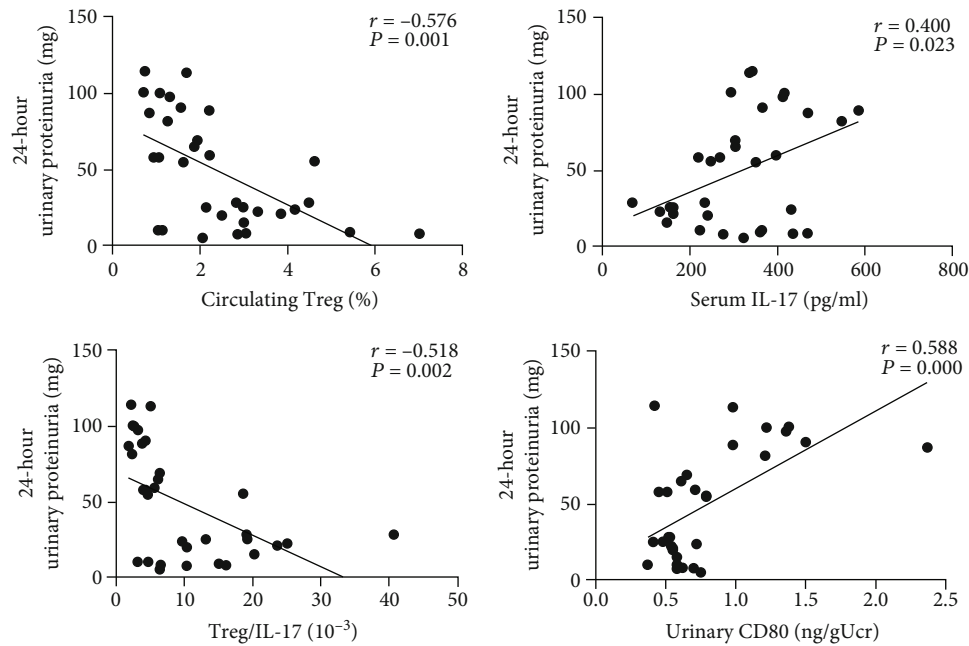 24-hour
urinary proteinuria (mg)
150
100
50
0
r = –0.576
P = 0.001
0 2 4 6 8
Circulating Treg (%)
24-hour
urinary proteinuria (mg)
150
100
50
0
r = 0.400
P = 0.023
0 200 400 600 800
Serum IL-17 (pg/ml)
24-hour
urinary proteinuria (mg)
150
100
50
0
r = –0.518
P = 0.002
0 10 20 30 40 50
Treg/IL-17 (10⁻³)
24-hour
urinary proteinuria (mg)
150
100
50
0
r = 0.588
P = 0.000
0.0 0.5 1.0 1.5 2.0 2.5
Urinary CD80 (ng/gUcr)